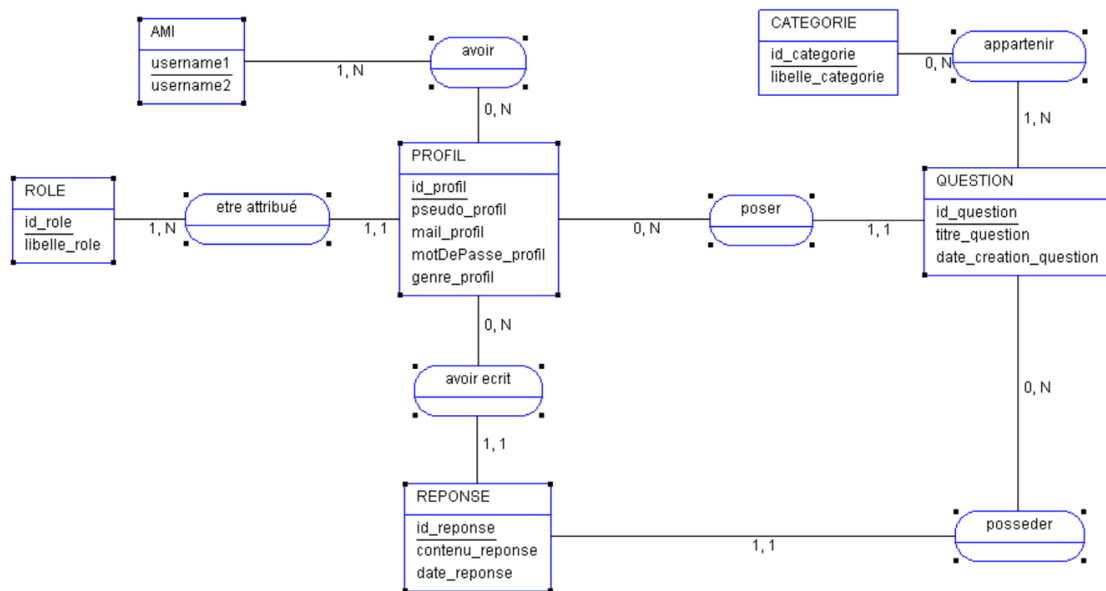 AMI
username1
username2
avoir
1, N
0, N
CATEGORIE
id_categorie
libelle_categorie
appartenir
0, N
1, N
ROLE
id_role
libelle_role
etre attribué
1, N
1, 1
PROFIL
id_profil
pseudo_profil
mail_profil
motDePasse_profil
genre_profil
poser
0, N
1, 1
QUESTION
id_question
titre_question
date_creation_question
0, N
avoir ecrit
1, 1
0, N
REPONSE
id_reponse
contenu_reponse
date_reponse
1, 1
posseder